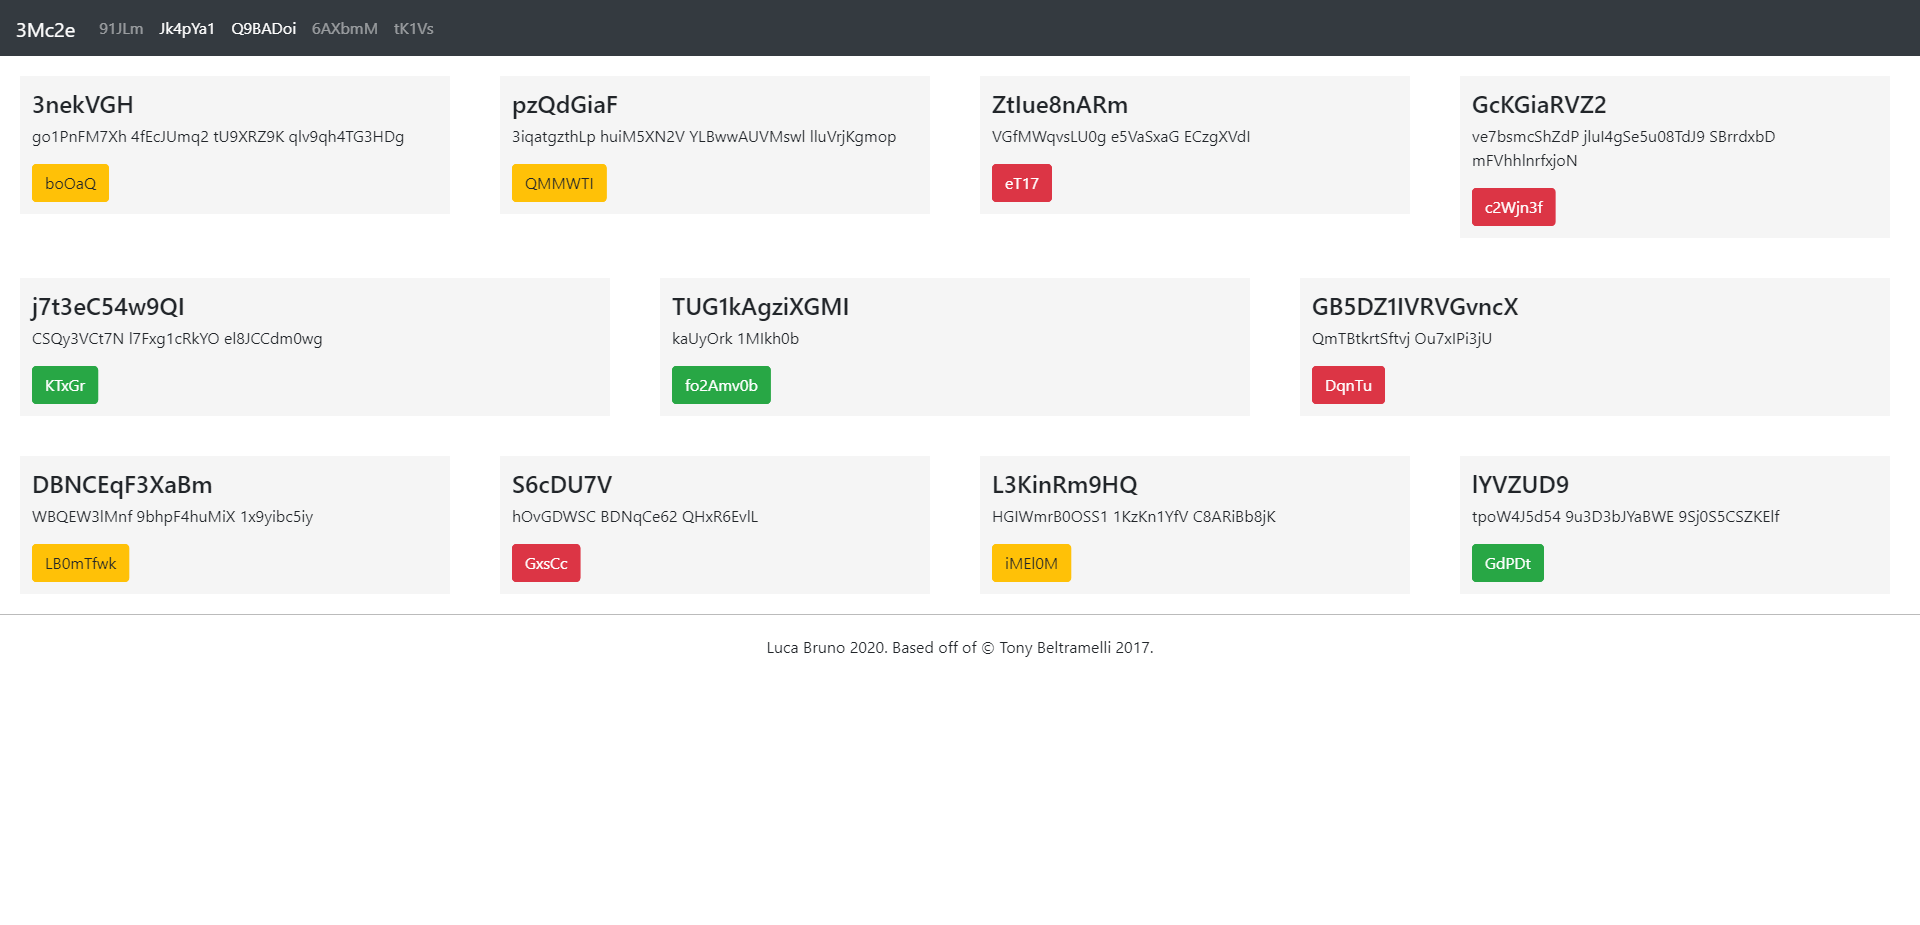 3Mc2e 91JLm Jk4pYa1 Q9BADoi 6AXbmM tK1Vs
3nekVGH
go1PnFM7Xh 4fEcJUmq2 tU9XRZ9K qlv9qh4TG3HDg
boOaQ
pzQdGiaF
3iqatgzthLp huiM5XN2V YLBwwAUVMswl lluVrjKgmop
QMMWTI
ZtIue8nARm
VGfMWqvsLU0g e5VaSxaG ECzgXVdI
eT17
GcKGiaRVZ2
ve7bsmcShZdP jluI4gSe5u08TdJ9 SBrrdxbD
mFVhhlnrfxjoN
c2Wjn3f
j7t3eC54w9QI
CSQy3VCt7N l7Fxg1cRkYO el8JCCdm0wg
KTxGr
TUG1kAgziXGMI
kaUyOrk 1MIkh0b
fo2Amv0b
GB5DZ1IVRVGvncX
QmTBtkrtSftvj Ou7xIPi3jU
DqnTu
DBNCEqF3XaBm
WBQEW3lMnf 9bhpF4huMiX 1x9yibc5iy
LB0mTfwk
S6cDU7V
hOvGDWSC BDNqCe62 QHxR6EvlL
GxsCc
L3KinRm9HQ
HGIWmrB0OSS1 1KzKn1YfV C8ARiBb8jK
iMEl0M
lYVZUD9
tpoW4J5d54 9u3D3bJYaBWE 9Sj0S5CSZKElf
GdPDt
Luca Bruno 2020. Based off of © Tony Beltramelli 2017.